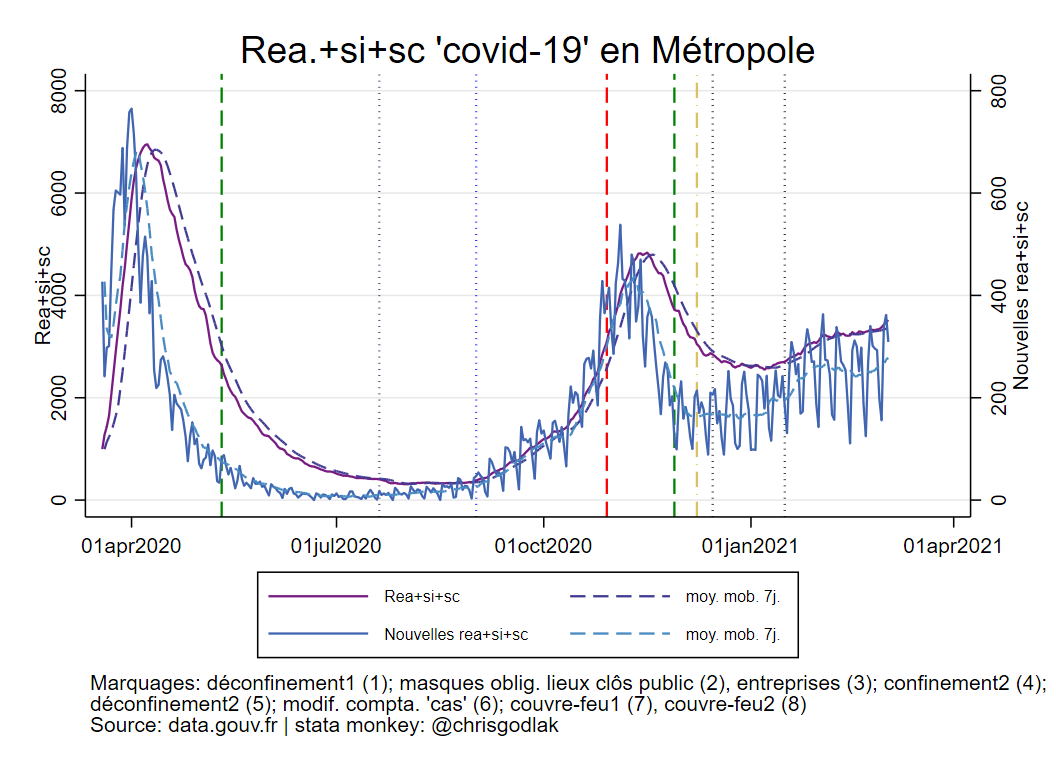 Rea.+si+sc 'covid-19' en Métropole
8000
6000
4000
2000
0
Rea+si+sc
800
600
400
200
0
Nouvelles rea+si+sc
01apr2020
01jul2020
01oct2020
01jan2021
01apr2021
Rea+si+sc
moy. mob. 7j.
Nouvelles rea+si+sc
moy. mob. 7j.
Marquages: déconfinement1 (1); masques oblig. lieux clôs public (2), entreprises (3); confinement2 (4);
déconfinement2 (5); modif. compta. 'cas' (6); couvre-feu1 (7), couvre-feu2 (8)
Source: data.gouv.fr | stata monkey: @chrisgodlak